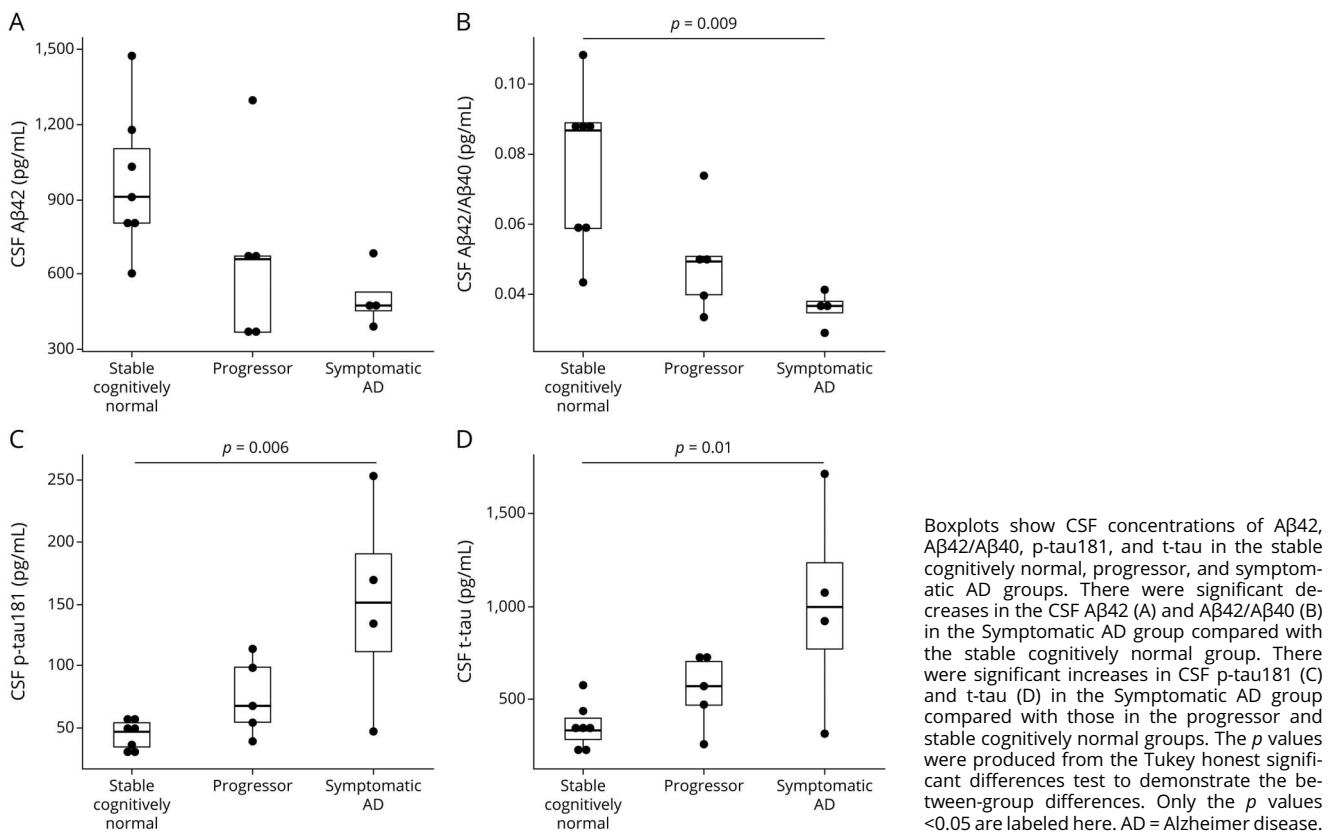 A
CSF Aβ42 (pg/mL)
1,500
1,200
900
600
300
Stable
cognitively
normal
Progressor
Symptomatic
AD
B
p = 0.009
CSF Aβ42/Aβ40 (pg/mL)
0.10
0.08
0.06
0.04
Stable
cognitively
normal
Progressor
Symptomatic
AD
C
p = 0.006
CSF p-tau181 (pg/mL)
250
200
150
100
50
Stable
cognitively
normal
Progressor
Symptomatic
AD
D
p = 0.01
CSF t-tau (pg/mL)
1,500
1,000
500
Stable
cognitively
normal
Progressor
Symptomatic
AD
Boxplots show CSF concentrations of Aβ42,
Aβ42/Aβ40, p-tau181, and t-tau in the stable
cognitively normal, progressor, and symptom-
atic AD groups. There were significant de-
creases in the CSF Aβ42 (A) and Aβ42/Aβ40 (B)
in the Symptomatic AD group compared with
the stable cognitively normal group. There
were significant increases in CSF p-tau181 (C)
and t-tau (D) in the Symptomatic AD group
compared with those in the progressor and
stable cognitively normal groups. The p values
were produced from the Tukey honest signifi-
cant differences test to demonstrate the be-
tween-group differences. Only the p values
<0.05 are labeled here. AD = Alzheimer disease.